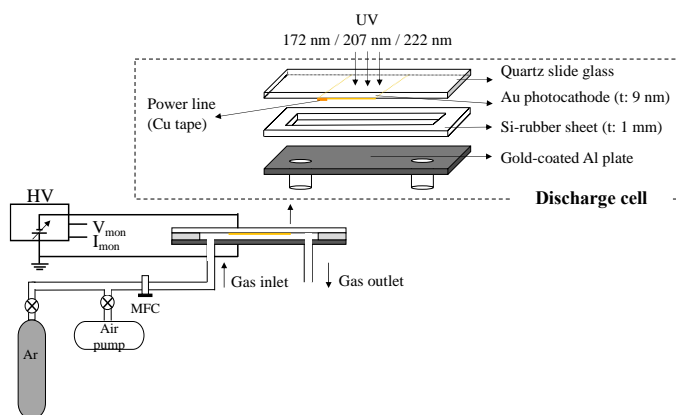 UV
172 nm / 207 nm / 222 nm
Quartz slide glass
Au photocathode (t: 9 nm)
Power line
(Cu tape)
Si-rubber sheet (t: 1 mm)
Gold-coated Al plate
Discharge cell
HV
Vmon
Imon
Gas inlet
Gas outlet
MFC
Air
pump
Ar